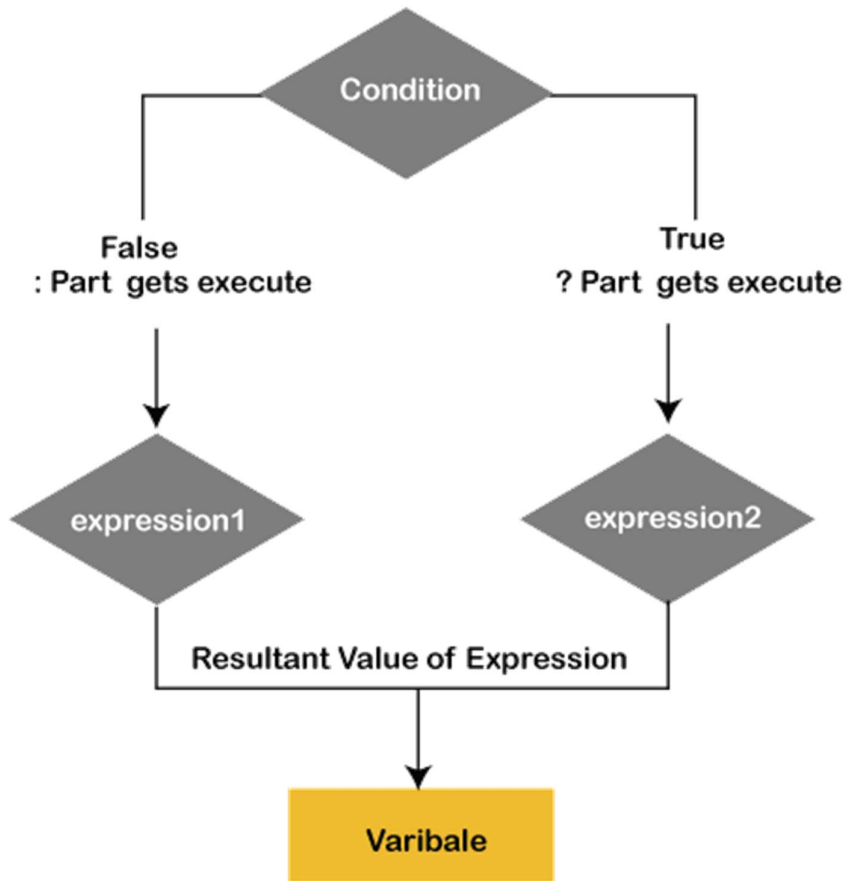 Condition
False
: Part gets execute
True
? Part gets execute
expression1
expression2
Resultant Value of Expression
Varibale